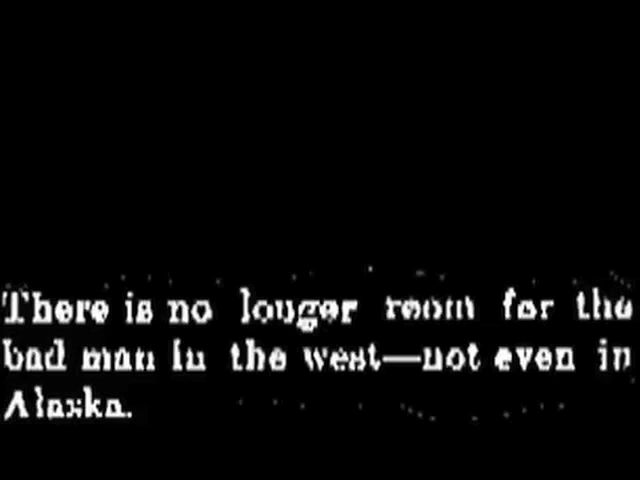 There is no longer room for the
bad man in the west—not even in
Alaska.